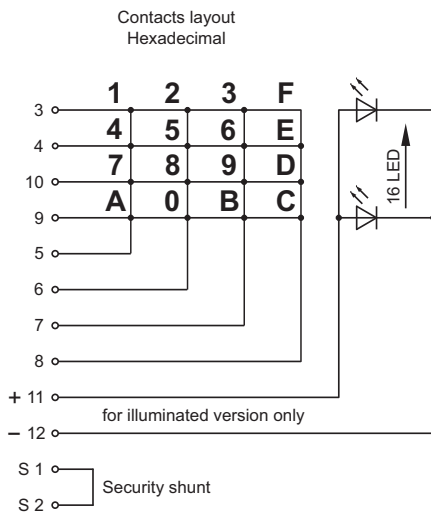 Contacts layout
Hexadecimal
1 2 3 F
3
4 5 6 E
4
7 8 9 D
10
A 0 B C
9
16 LED
5
6
7
8
+ 11
for illuminated version only
− 12
S 1
Security shunt
S 2